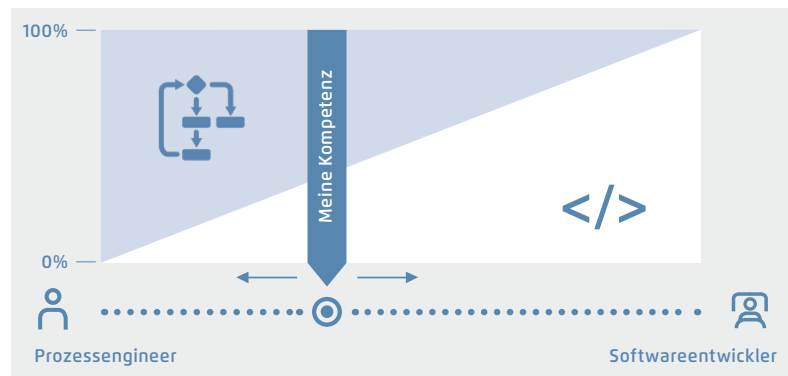 100%
Meine Kompetenz
</>
0%
Prozessengineer
Softwareentwickler